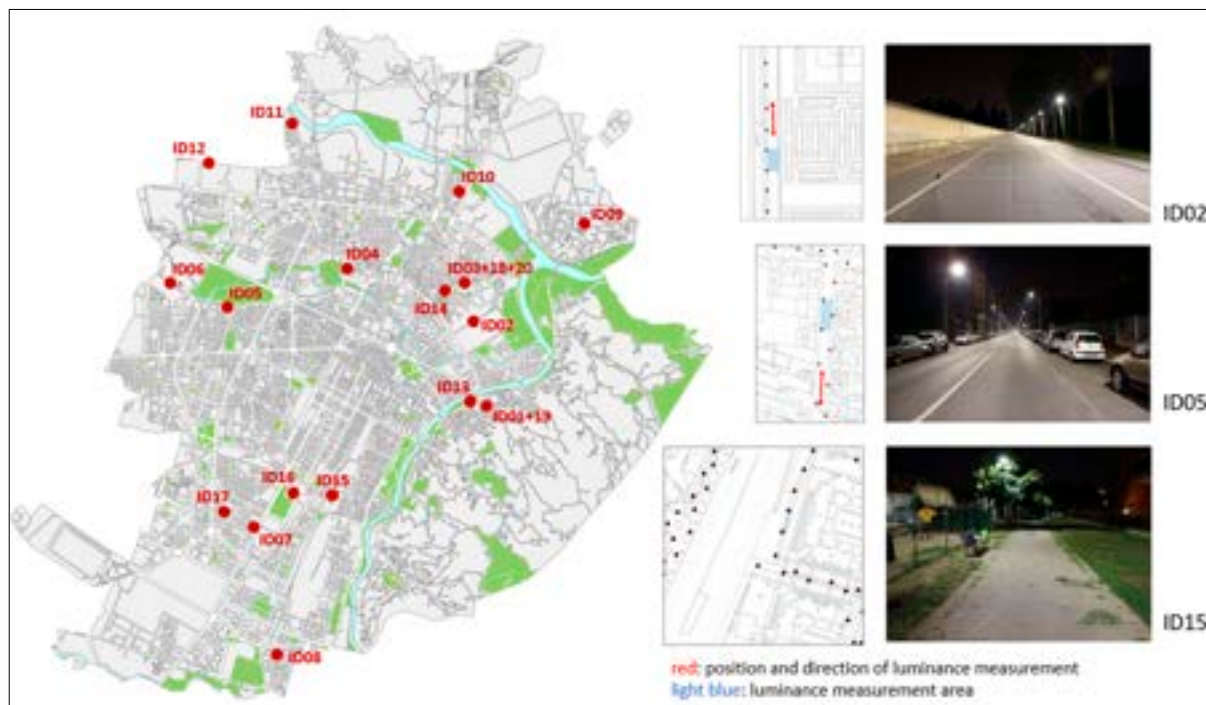 ID11
ID12
ID10
ID09
ID04
ID06
ID03+18+20
ID05
ID14
ID02
ID13
ID01+19
ID16
ID15
ID17
ID07
ID08
ID02
ID05
ID15
red: position and direction of luminance measurement
light blue: luminance measurement area